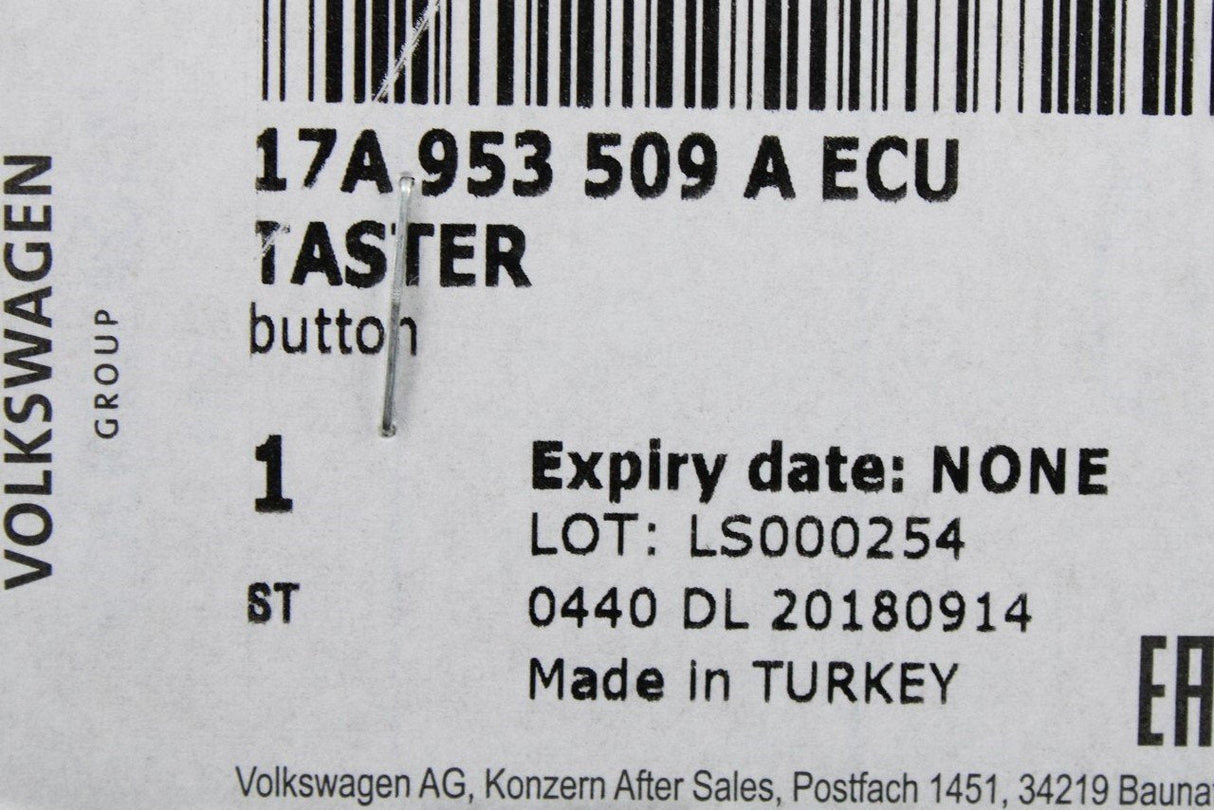 VOLKSWAGEN
GROUP
17A 953 509 A ECU
TASTER
button
1
Expiry date: NONE
LOT: LS000254
ST
0440 DL 20180914
Made in TURKEY
EA
Volkswagen AG, Konzern After Sales, Postfach 1451, 34219 Bauna